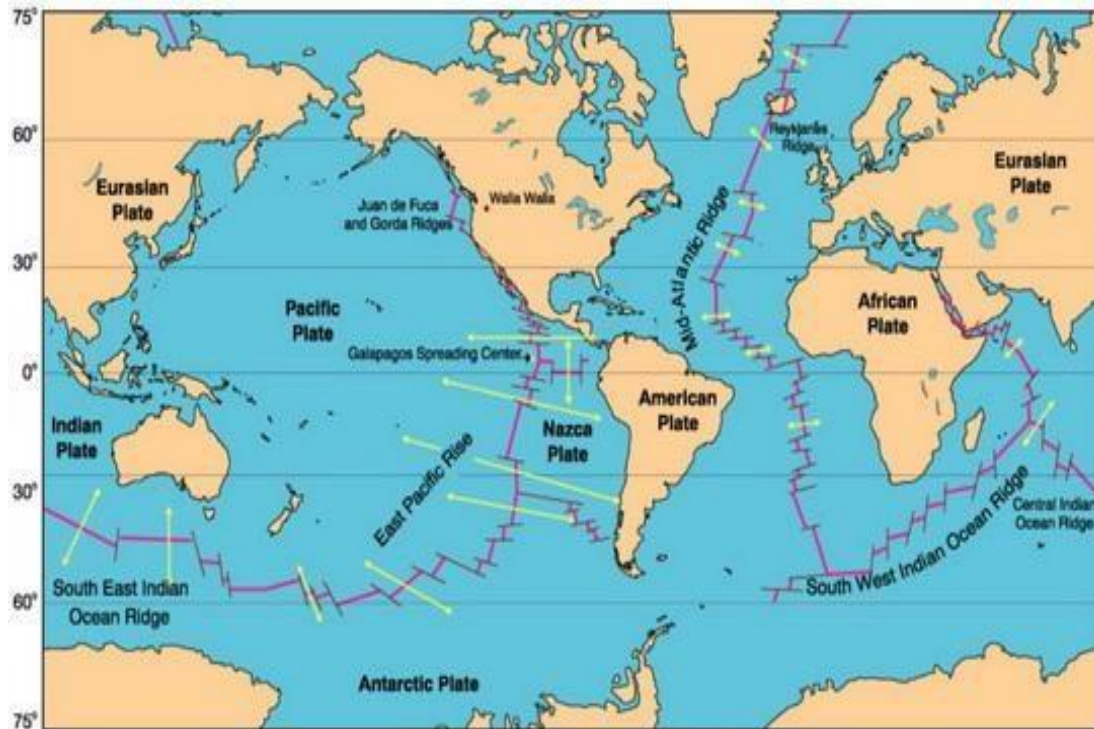 75°
60°
30°
0°
30°
60°
75°
Eurasian
Plate
Juan de Fuca
and Gorda Ridges
Walla Walla
Reykjanes
Ridge
Eurasian
Plate
Mid-Atlantic Ridge
Pacific
Plate
African
Plate
Galapagos Spreading Center
American
Plate
Indian
Plate
Nazca
Plate
East Pacific Rise
Central Indian
Ocean Ridge
South West Indian Ocean Ridge
South East Indian
Ocean Ridge
Antarctic Plate